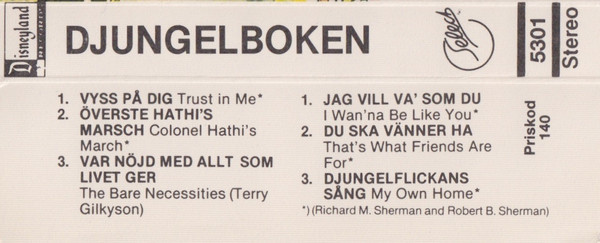 Disneyland
DJUNGELBOKEN
Select
5301
Stereo
1. VYSS PÅ DIG Trust in Me*
2. ÖVERSTE HATHI'S
MARSCH Colonel Hathi's
March*
3. VAR NÖJD MED ALLT SOM
LIVET GER
The Bare Necessities (Terry
Gilkyson)
1. JAG VILL VA' SOM DU
I Wan'na Be Like You*
2. DU SKA VÄNNER HA
That's What Friends Are
For*
3. DJUNGELFLICKANS
SÅNG My Own Home*
*) (Richard M. Sherman and Robert B. Sherman)
Priskod
140